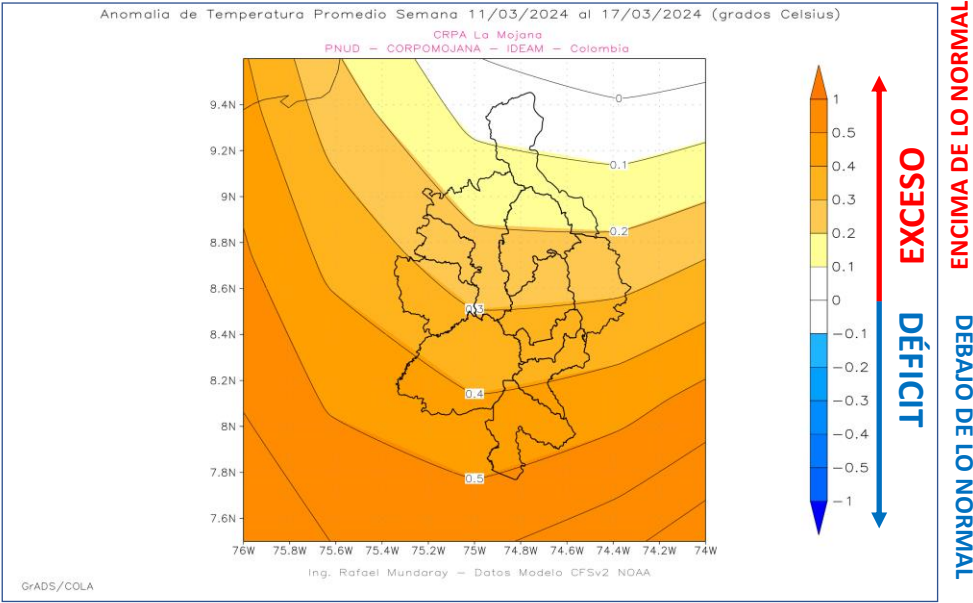 Anomalia de Temperatura Promedio Semana 11/03/2024 al 17/03/2024 (grados Celsius)
CRPA La Mojana
PNUD – CORPOMOJANA – IDEAM – Colombia
9.4N
9.2N
9N
8.8N
8.6N
8.4N
8.2N
8N
7.8N
7.6N
76W 75.8W 75.6W 75.4W 75.2W 75W 74.8W 74.6W 74.4W 74.2W 74W
0
0.1
0.2
0.3
0.4
0.5
1
0.5
0.4
0.3
0.2
0.1
0
−0.1
−0.2
−0.3
−0.4
−0.5
−1
EXCESO
DÉFICIT
ENCIMA DE LO NORMAL
DEBAJO DE LO NORMAL
Ing. Rafael Mundaray – Datos Modelo CFSv2 NOAA
GrADS/COLA